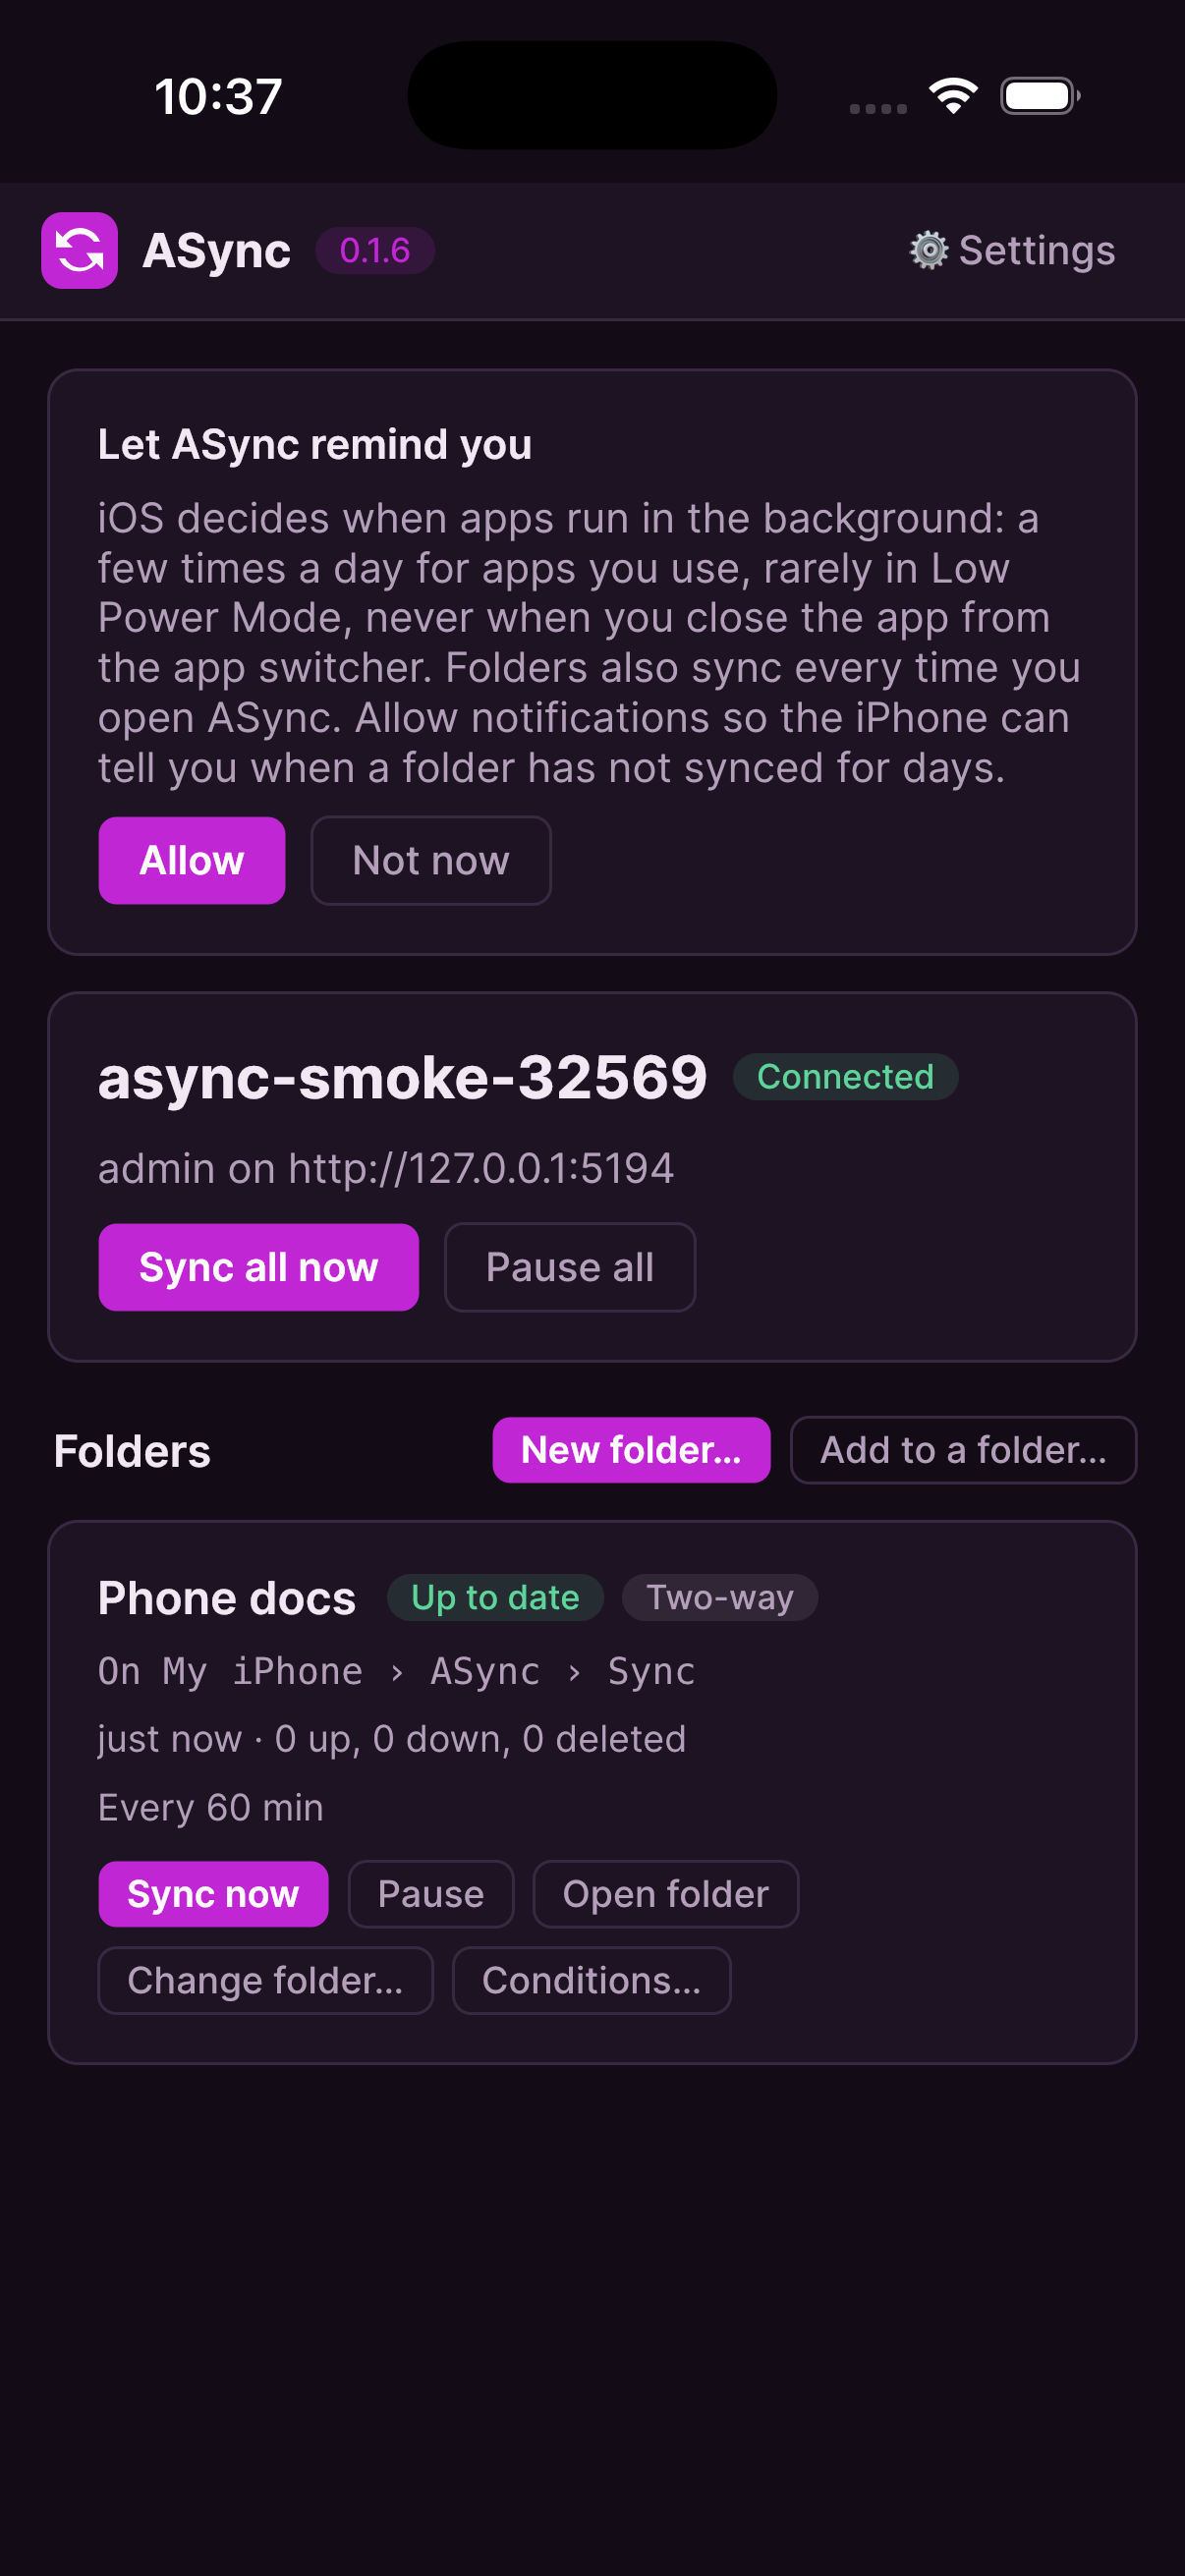 10:37
ASync 0.1.6 Settings
Let ASync remind you
iOS decides when apps run in the background: a
few times a day for apps you use, rarely in Low
Power Mode, never when you close the app from
the app switcher. Folders also sync every time you
open ASync. Allow notifications so the iPhone can
tell you when a folder has not synced for days.
Allow Not now
async-smoke-32569 Connected
admin on http://127.0.0.1:5194
Sync all now Pause all
Folders New folder... Add to a folder...
Phone docs Up to date Two-way
On My iPhone › ASync › Sync
just now · 0 up, 0 down, 0 deleted
Every 60 min
Sync now Pause Open folder
Change folder... Conditions...